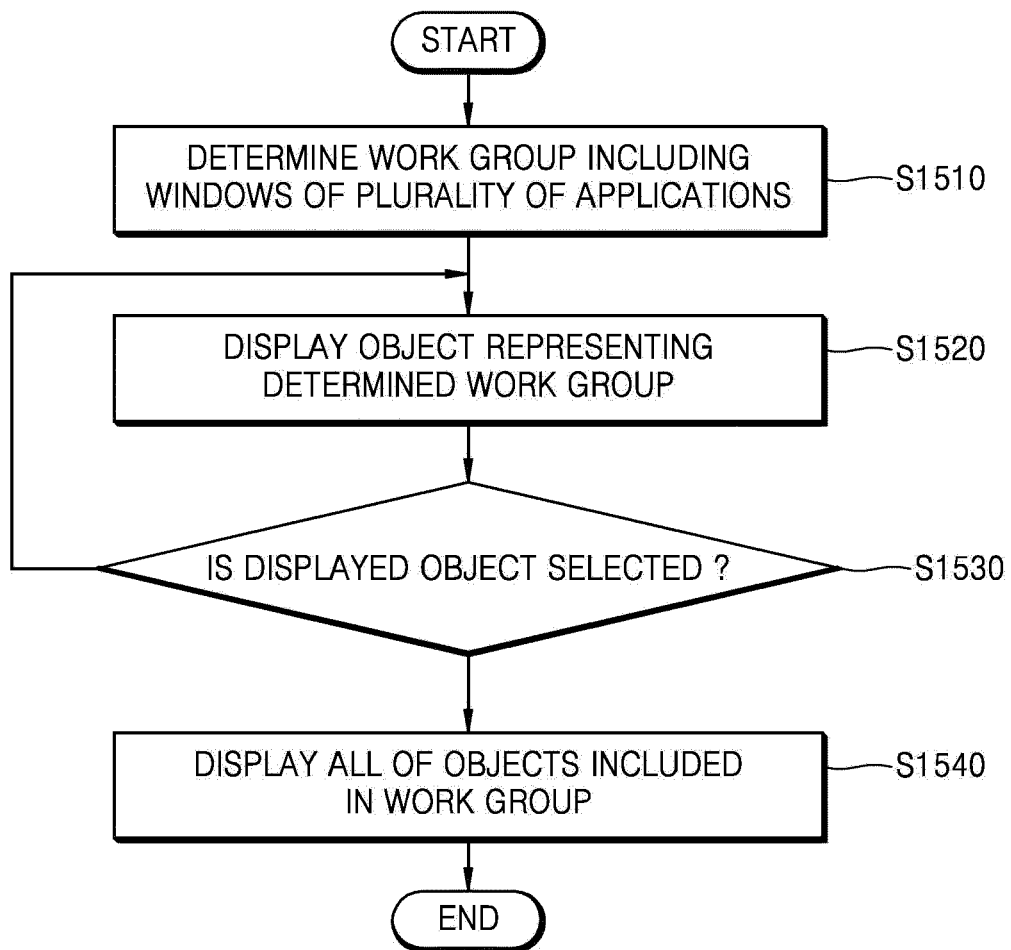 START
DETERMINE WORK GROUP INCLUDING
WINDOWS OF PLURALITY OF APPLICATIONS
S1510
DISPLAY OBJECT REPRESENTING
DETERMINED WORK GROUP
S1520
IS DISPLAYED OBJECT SELECTED ?
S1530
DISPLAY ALL OF OBJECTS INCLUDED
IN WORK GROUP
S1540
END